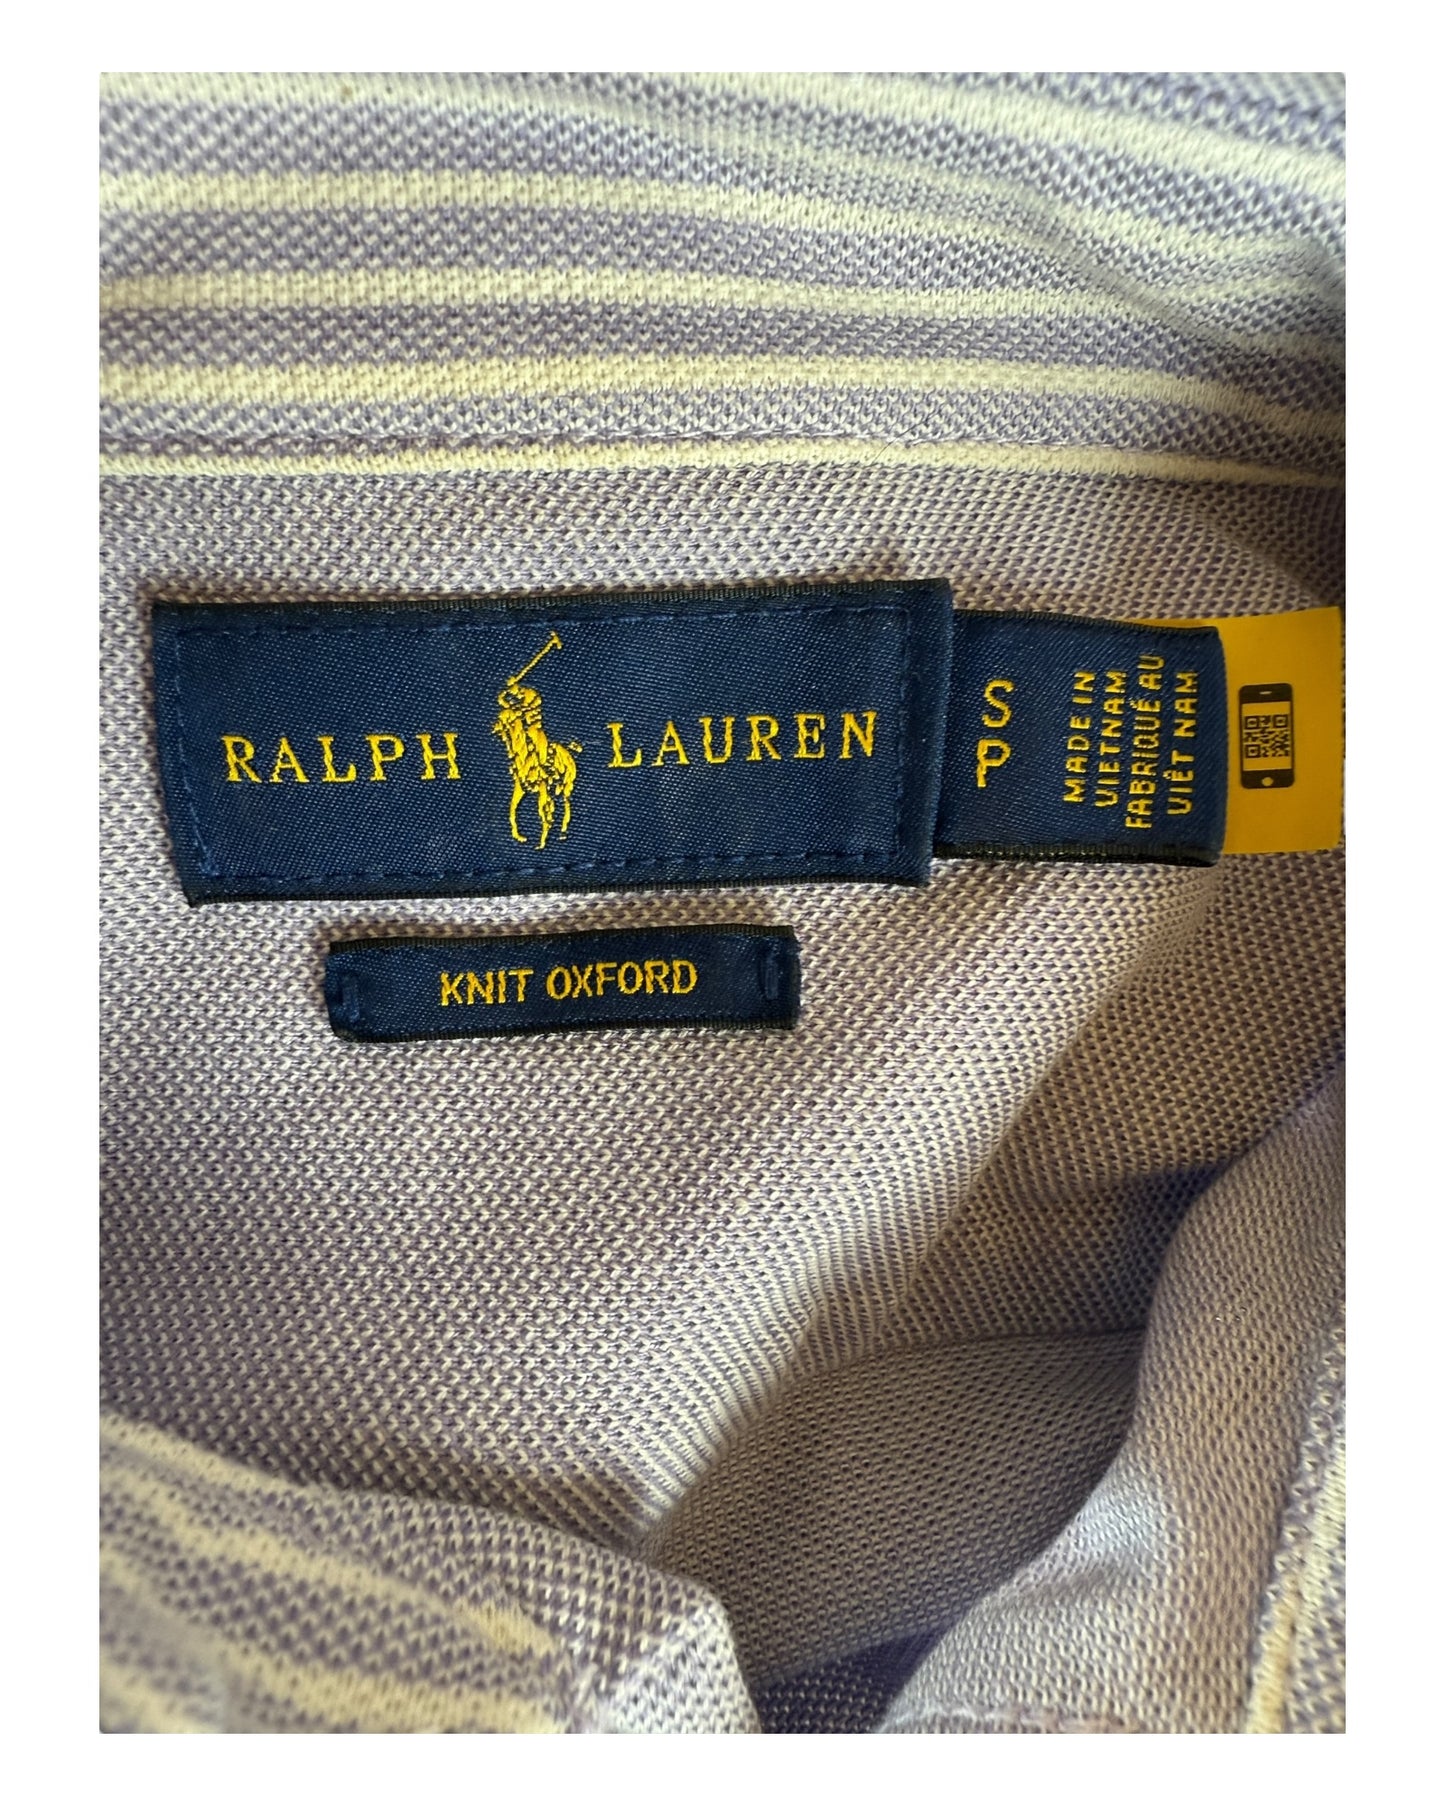 RALPH LAUREN
S
P
MADE IN
VIETNAM
FABRIQUÉ AU
VIÊT NAM
KNIT OXFORD